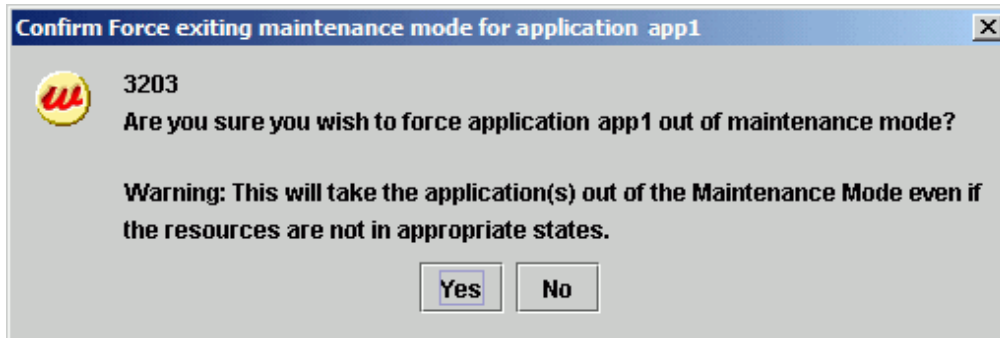 Confirm Force exiting maintenance mode for application app1
3203
Are you sure you wish to force application app1 out of maintenance mode?
Warning: This will take the application(s) out of the Maintenance Mode even if
the resources are not in appropriate states.
Yes No